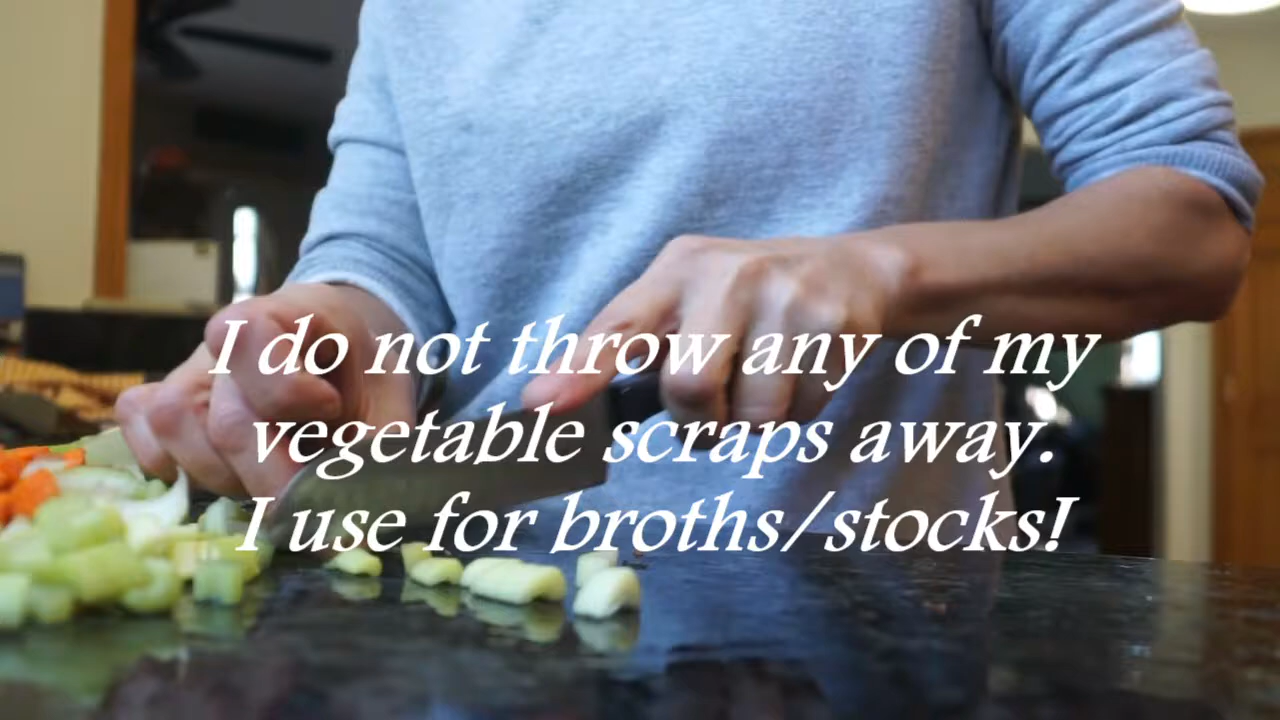 I do not throw any of my
vegetable scraps away.
I use for broths/stocks!